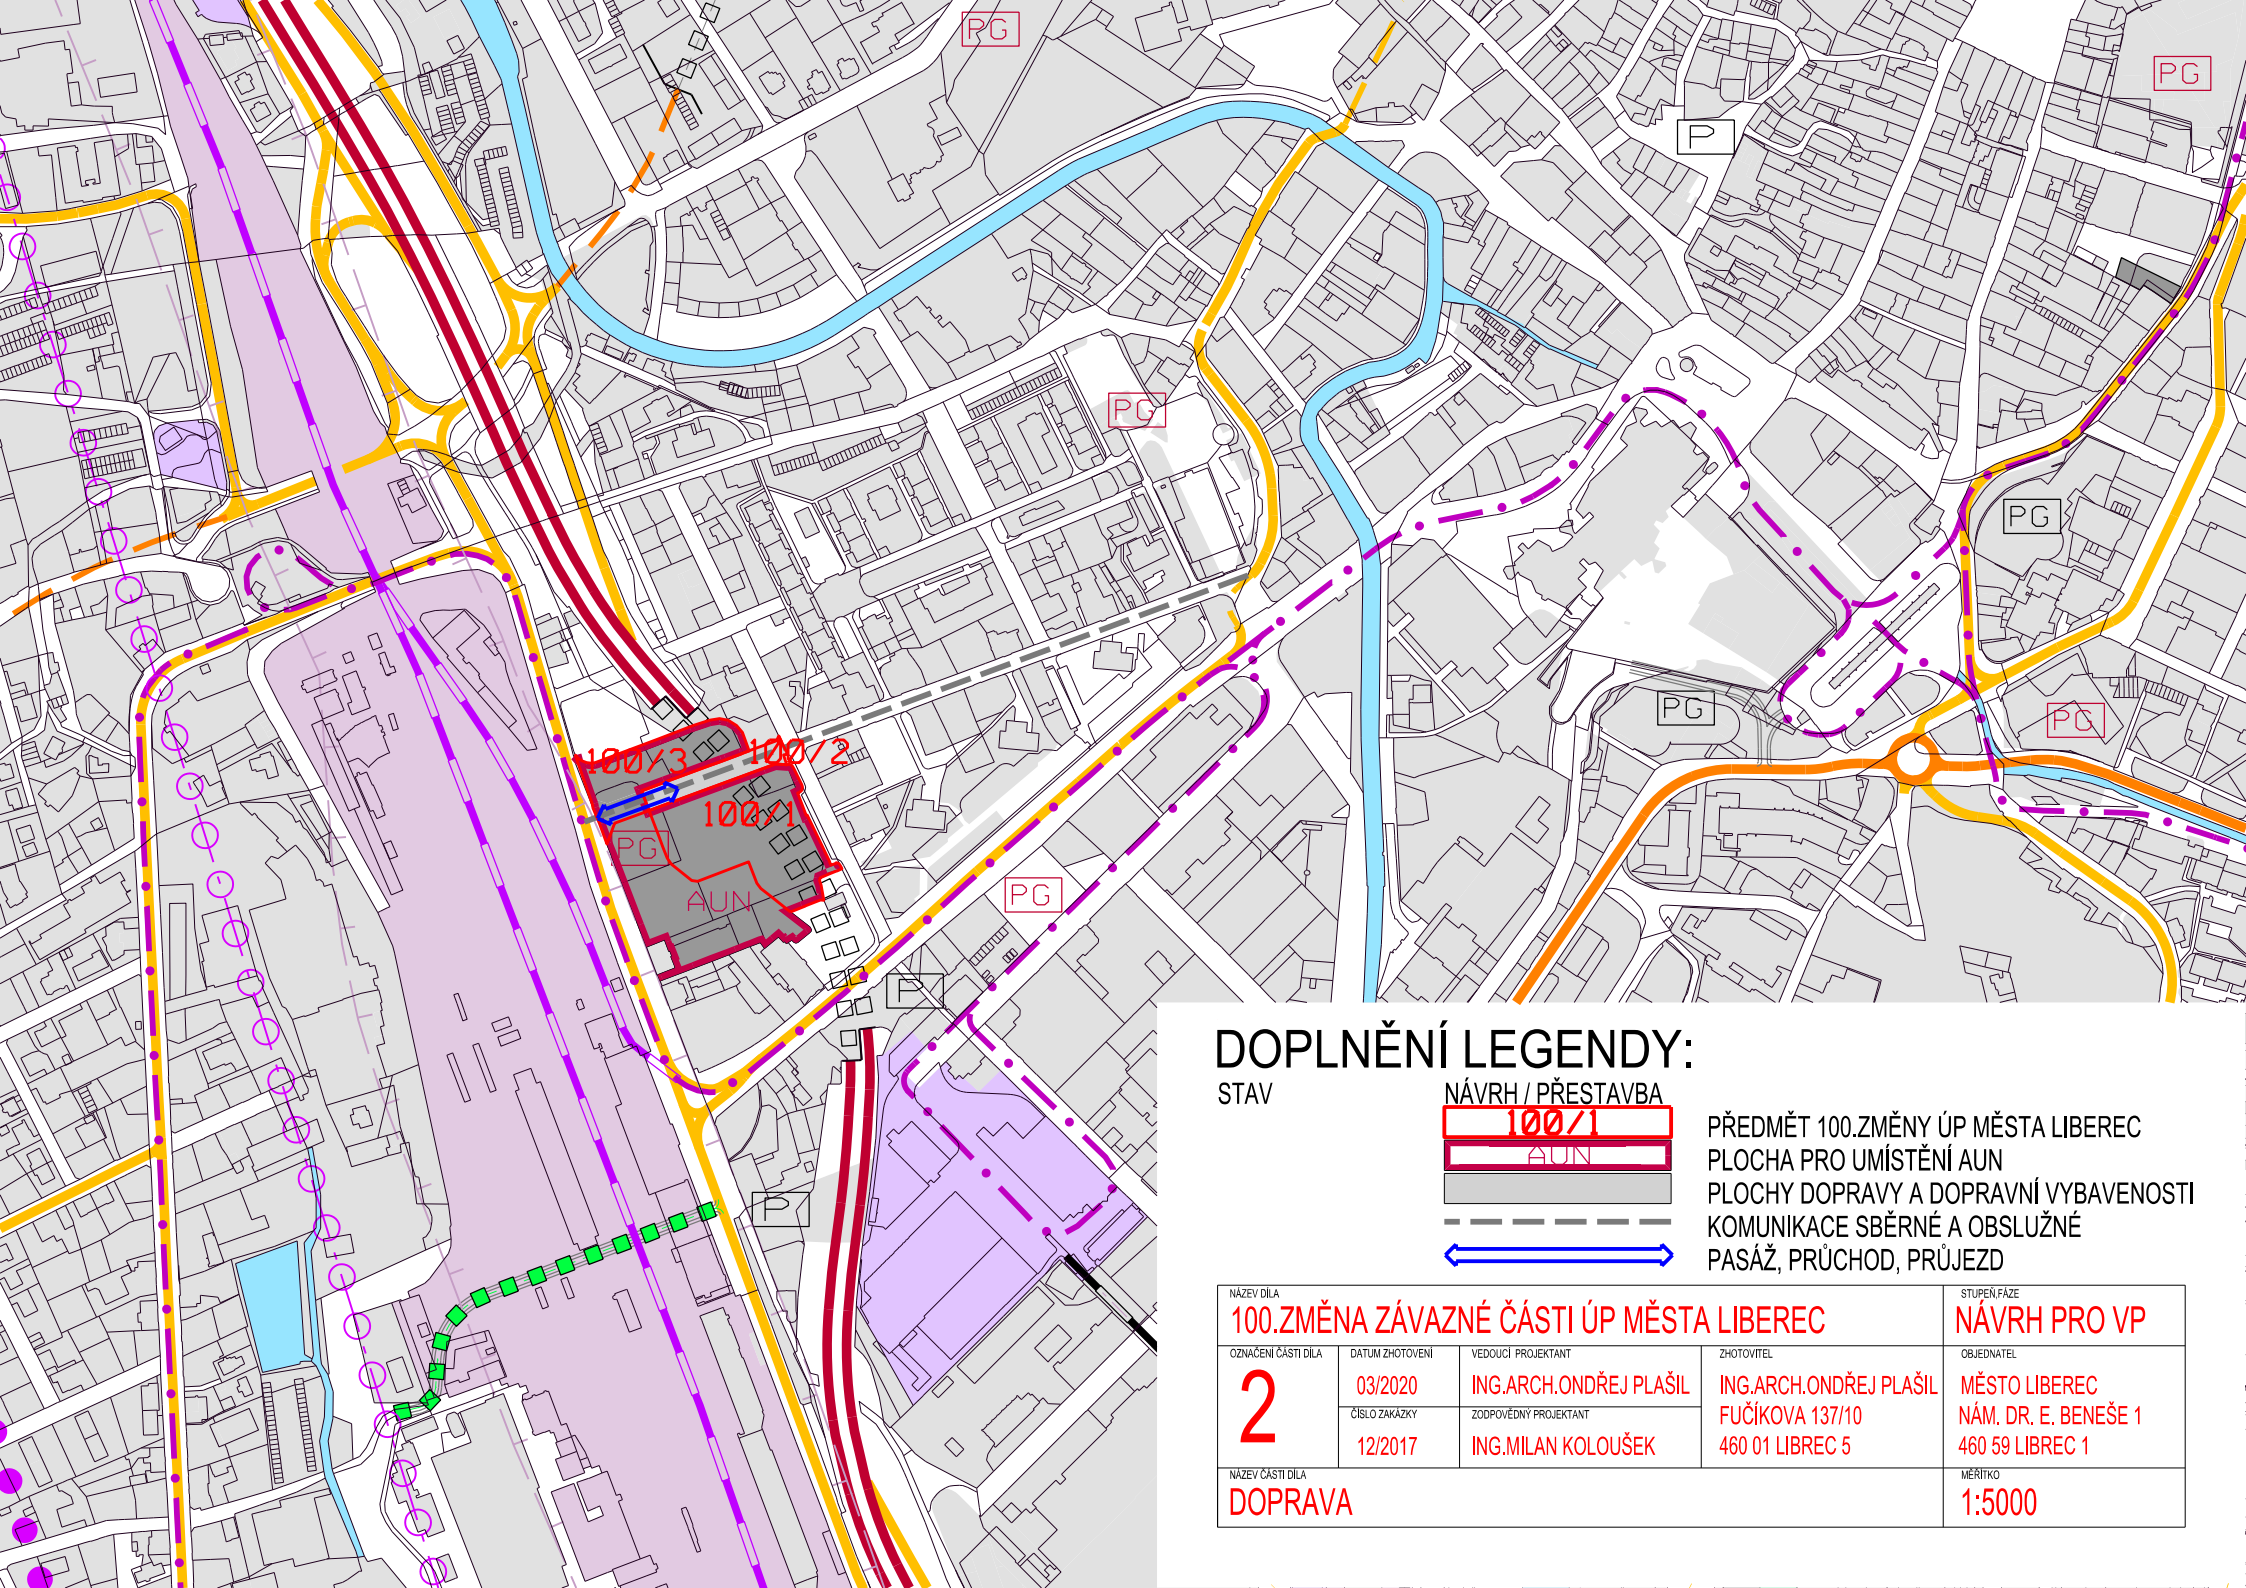 PG
PG
P
PG
PG
PG
PG
100/3
100/2
100/1
PG
AUN
PG
P
P
DOPLNĚNÍ LEGENDY:
STAV
NÁVRH / PŘESTAVBA
100/1
PŘEDMĚT 100.ZMĚNY ÚP MĚSTA LIBEREC
AUN
PLOCHA PRO UMÍSTĚNÍ AUN
PLOCHY DOPRAVY A DOPRAVNÍ VYBAVENOSTI
KOMUNIKACE SBĚRNÉ A OBSLUŽNÉ
PASÁŽ, PRŮCHOD, PRŮJEZD
NÁZEV DÍLA
100.ZMĚNA ZÁVAZNÉ ČÁSTI ÚP MĚSTA LIBEREC
STUPEŇ,FÁZE
NÁVRH PRO VP
OZNAČENÍ ČÁSTI DÍLA
2
DATUM ZHOTOVENÍ
03/2020
VEDOUCÍ PROJEKTANT
ING.ARCH.ONDŘEJ PLAŠIL
ZHOTOVITEL
ING.ARCH.ONDŘEJ PLAŠIL
FUČÍKOVA 137/10
460 01 LIBREC 5
OBJEDNATEL
MĚSTO LIBEREC
NÁM. DR. E. BENEŠE 1
460 59 LIBREC 1
ČÍSLO ZAKÁZKY
12/2017
ZODPOVĚDNÝ PROJEKTANT
ING.MILAN KOLOUŠEK
NÁZEV ČÁSTI DÍLA
DOPRAVA
MĚŘÍTKO
1:5000